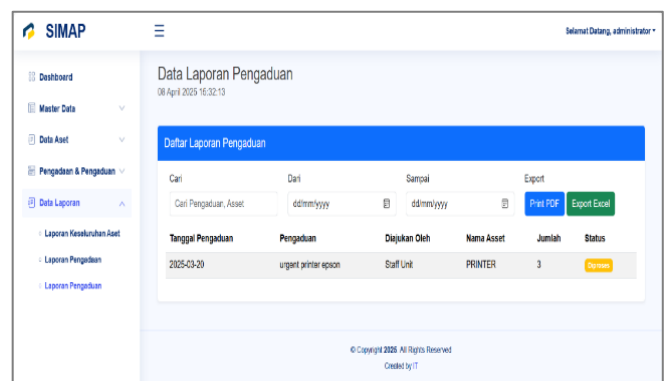 SIMAP
Selamat Datang, administrator
Dashboard
Master Data
Data Aset
Pengadaan & Pengaduan
Data Laporan
Laporan Keseluruhan Aset
Laporan Pengadaan
Laporan Pengaduan
Data Laporan Pengaduan
08 April 2025 16:32:13
Daftar Laporan Pengaduan
Cari Dari Sampai Export
Cari Pengaduan, Asset dd/mm/yyyy dd/mm/yyyy Print PDF Export Excel
Tanggal Pengaduan Pengaduan Diajukan Oleh Nama Asset Jumlah Status
2025-03-20 urgent printer epson Staff Unit PRINTER 3 Diproses
© Copyright 2025 All Rights Reserved
Created by IT